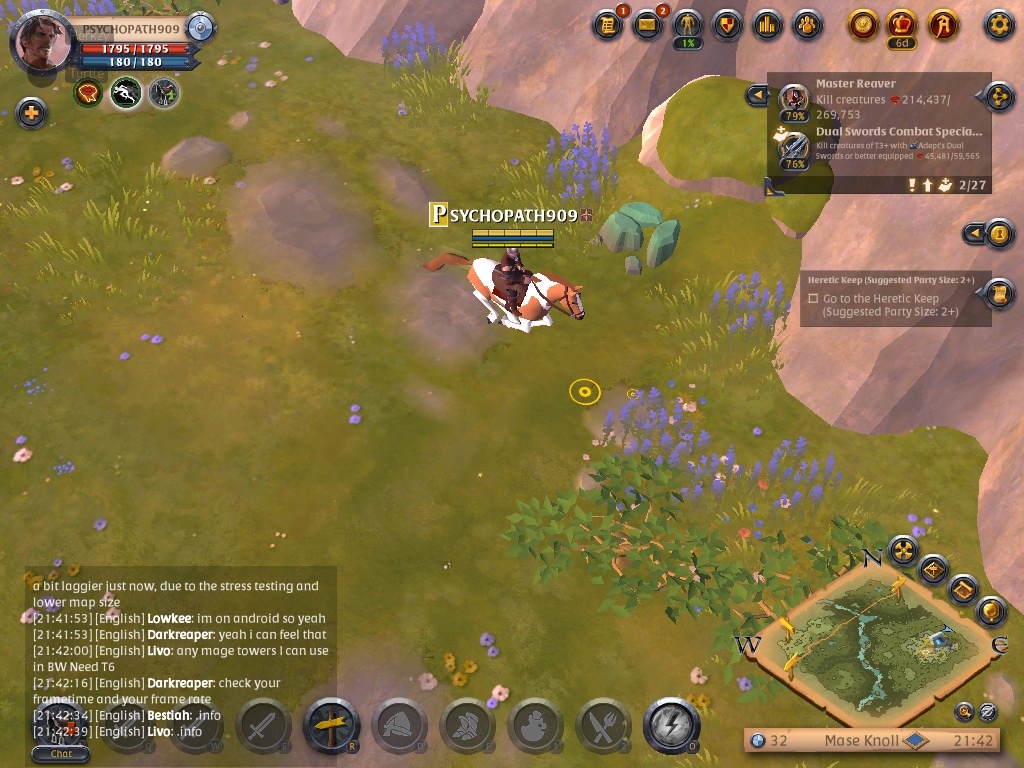 PSYCHOPATH909
1795 / 1795
180 / 180
Turtle
1
2
1%
6d
Master Reaver
Kill creatures 214,437/
269,753
79%
Dual Swords Combat Specia...
Kill creatures of T3+ with Adept's Dual
Swords or better equipped 45,481/59,565
76%
2/27
PSYCHOPATH909
Heretic Keep (Suggested Party Size: 2+)
Go to the Heretic Keep
(Suggested Party Size: 2+)
a bit laggier just now, due to the stress testing and
lower map size
[21:41:53] [English] Lowkee: im on android so yeah
[21:41:53] [English] Darkreaper: yeah i can feel that
[21:42:00] [English] Livo: any mage towers I can use
in BW Need T6
[21:42:16] [English] Darkreaper: check your
frametime and your frame rate
[21:42:34] [English] Bestiah: .info
[21:42:39] [English] Livo: .info
Chat
W
R
D
F
2
O
N
W
E
32
Mase Knoll
21:42